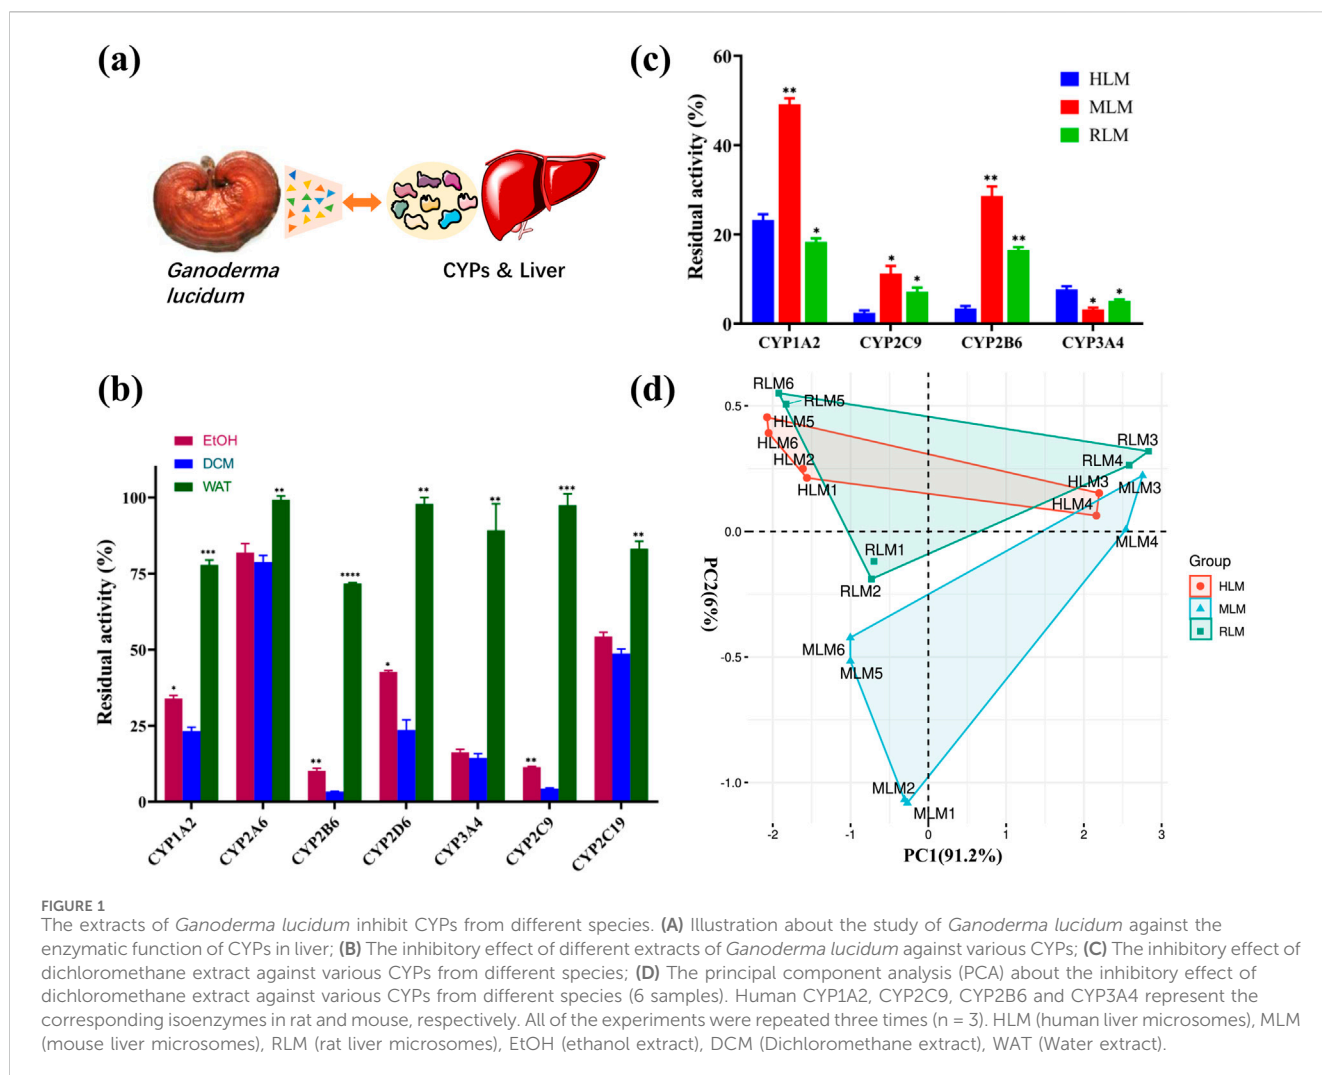 (a)
Ganoderma
lucidum
CYPs & Liver
(b)
EtOH
DCM
WAT
Residual activity (%)
100
75
50
25
0
***
**
****
**
**
***
**
*
**
*
**
CYP1A2
CYP2A6
CYP2B6
CYP2D6
CYP3A4
CYP2C9
CYP2C19
(c)
HLM
MLM
RLM
Residual activity (%)
60
40
20
0
**
*
*
*
**
**
*
*
CYP1A2
CYP2C9
CYP2B6
CYP3A4
(d)
PC2(6%)
0.5
0.0
-0.5
-1.0
RLM6
RLM5
HLM5
HLM6
HLM2
HLM1
RLM3
RLM4
HLM3
MLM3
HLM4
MLM4
RLM1
RLM2
MLM6
MLM5
MLM2
MLM1
-2
-1
0
1
2
3
PC1(91.2%)
Group
HLM
MLM
RLM
FIGURE 1
The extracts of Ganoderma lucidum inhibit CYPs from different species. (A) Illustration about the study of Ganoderma lucidum against the
enzymatic function of CYPs in liver; (B) The inhibitory effect of different extracts of Ganoderma lucidum against various CYPs; (C) The inhibitory effect of
dichloromethane extract against various CYPs from different species; (D) The principal component analysis (PCA) about the inhibitory effect of
dichloromethane extract against various CYPs from different species (6 samples). Human CYP1A2, CYP2C9, CYP2B6 and CYP3A4 represent the
corresponding isoenzymes in rat and mouse, respectively. All of the experiments were repeated three times (n = 3). HLM (human liver microsomes), MLM
(mouse liver microsomes), RLM (rat liver microsomes), EtOH (ethanol extract), DCM (Dichloromethane extract), WAT (Water extract).